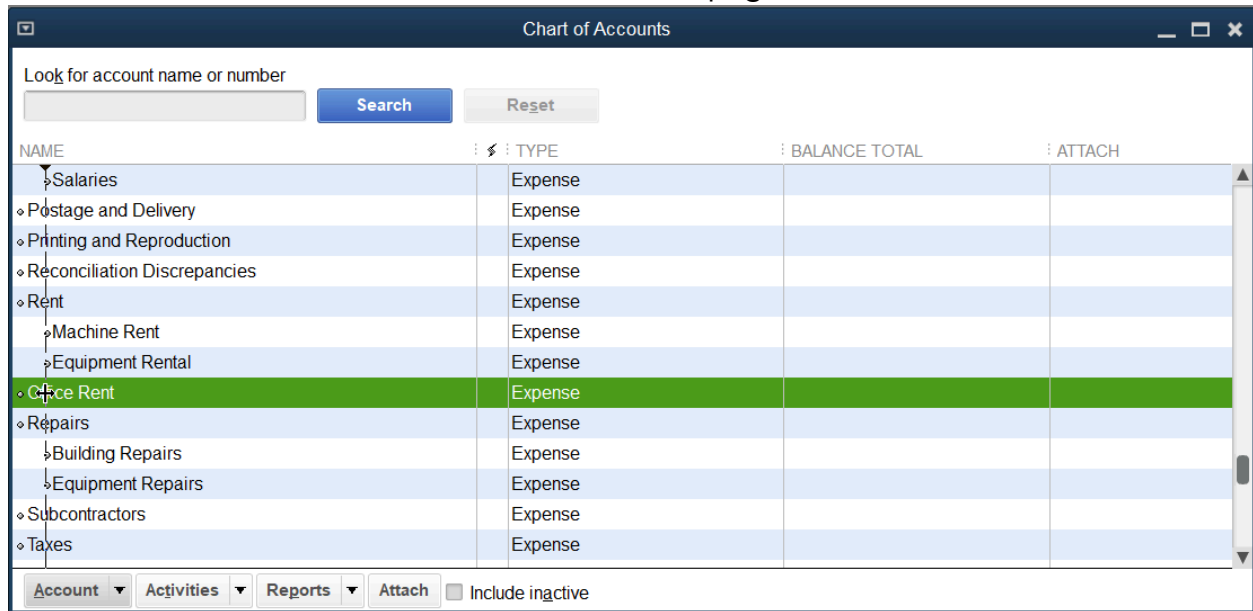 Chart of Accounts
Look for account name or number
Search Reset
NAME TYPE BALANCE TOTAL ATTACH
Salaries Expense
Postage and Delivery Expense
Printing and Reproduction Expense
Reconciliation Discrepancies Expense
Rent Expense
Machine Rent Expense
Equipment Rental Expense
Office Rent Expense
Repairs Expense
Building Repairs Expense
Equipment Repairs Expense
Subcontractors Expense
Taxes Expense
Account Activities Reports Attach Include inactive